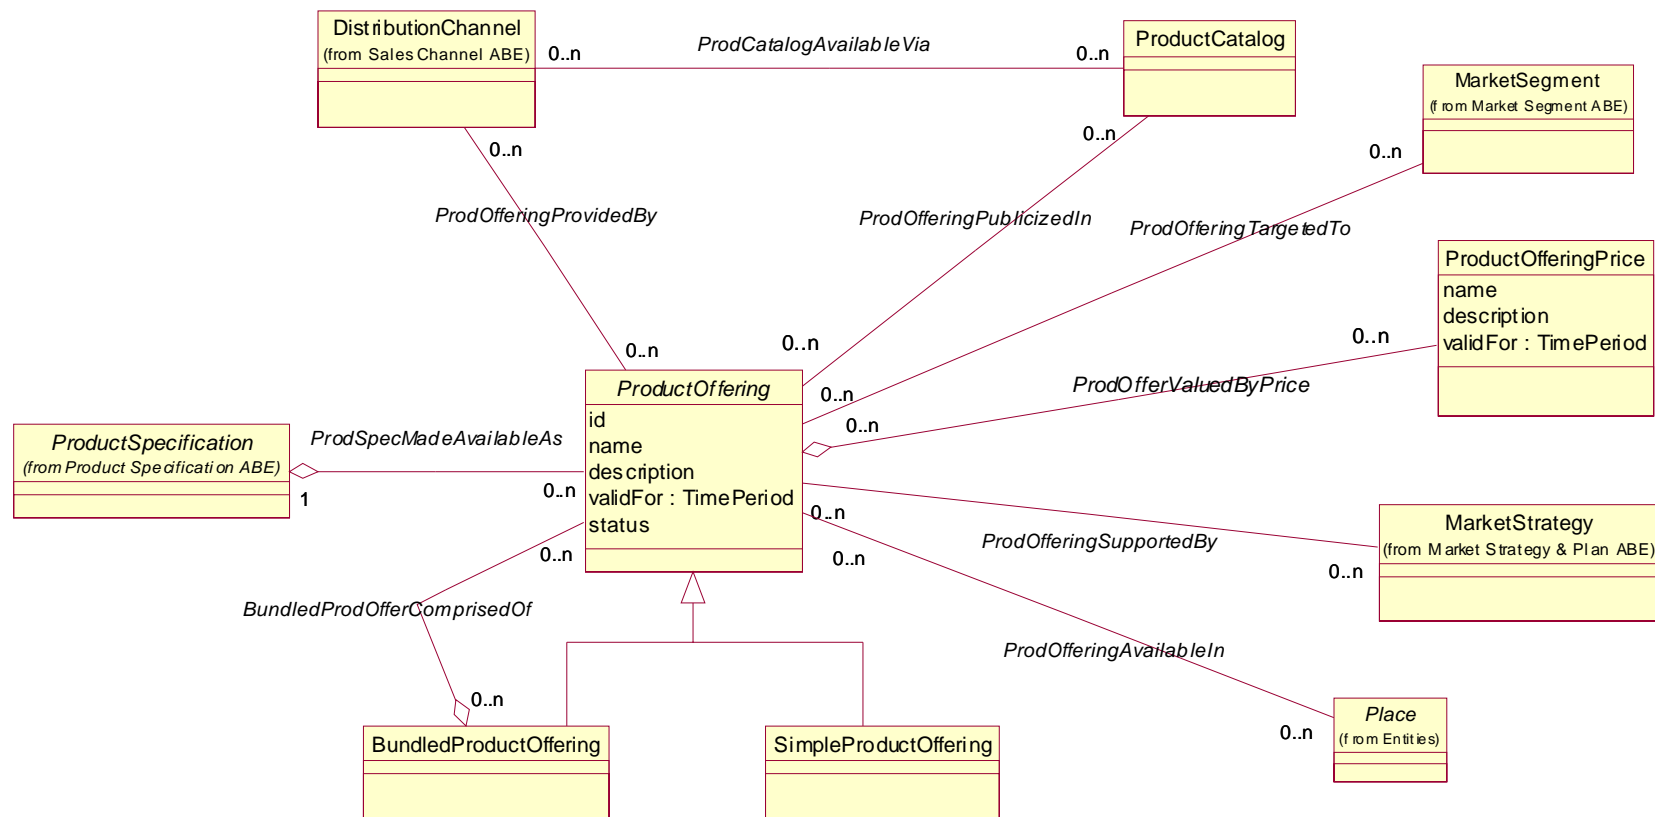 DistributionChannel
(from Sales Channel ABE)
0..n
ProdCatalogAvailableVia
0..n
ProductCatalog
MarketSegment
(from Market Segment ABE)
0..n
0..n
0..n
ProdOfferingProvidedBy
ProdOfferingPublicizedIn
ProdOfferingTargetedTo
ProductOfferingPrice
name
description
validFor : TimePeriod
0..n
0..n
0..n
ProductOffering
id
name
description
validFor : TimePeriod
status
0..n
ProdOfferValuedByPrice
0..n
ProductSpecification
(from Product Specification ABE)
ProdSpecMadeAvailableAs
1
0..n
0..n
0..n
ProdOfferingSupportedBy
0..n
MarketStrategy
(from Market Strategy & Plan ABE)
0..n
BundledProdOfferComprisedOf
ProdOfferingAvailableIn
0..n
0..n
Place
(from Entities)
BundledProductOffering
SimpleProductOffering